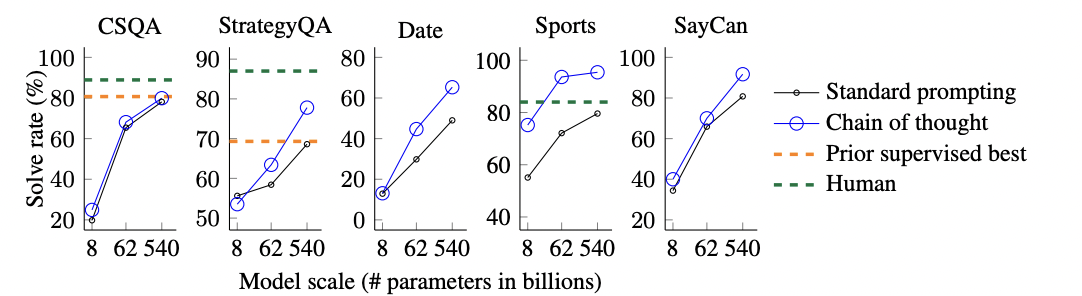 CSQA
StrategyQA
Date
Sports
SayCan
Solve rate (%)
100
80
60
40
20
8 62 540
90
80
70
60
50
8 62 540
80
60
40
20
0
8 62 540
100
80
60
40
8 62 540
100
80
60
40
20
8 62 540
Model scale (# parameters in billions)
Standard prompting
Chain of thought
Prior supervised best
Human